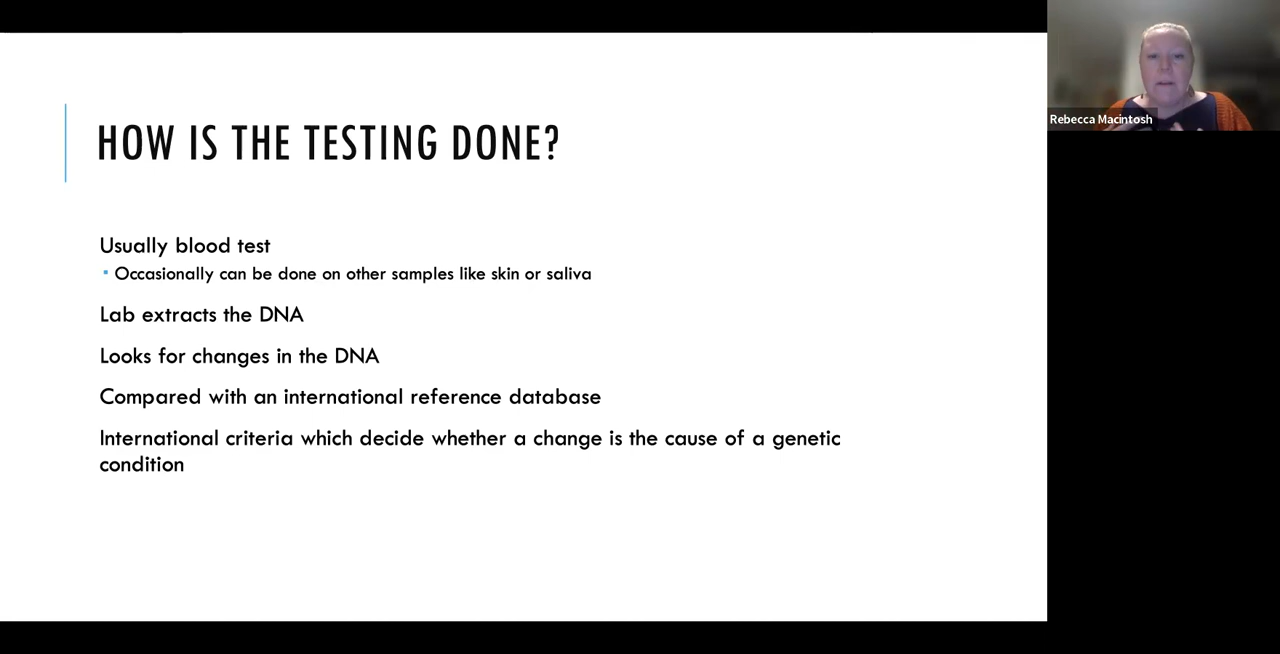 HOW IS THE TESTING DONE?
Usually blood test
▪ Occasionally can be done on other samples like skin or saliva
Lab extracts the DNA
Looks for changes in the DNA
Compared with an international reference database
International criteria which decide whether a change is the cause of a genetic
condition
Rebecca Macintosh